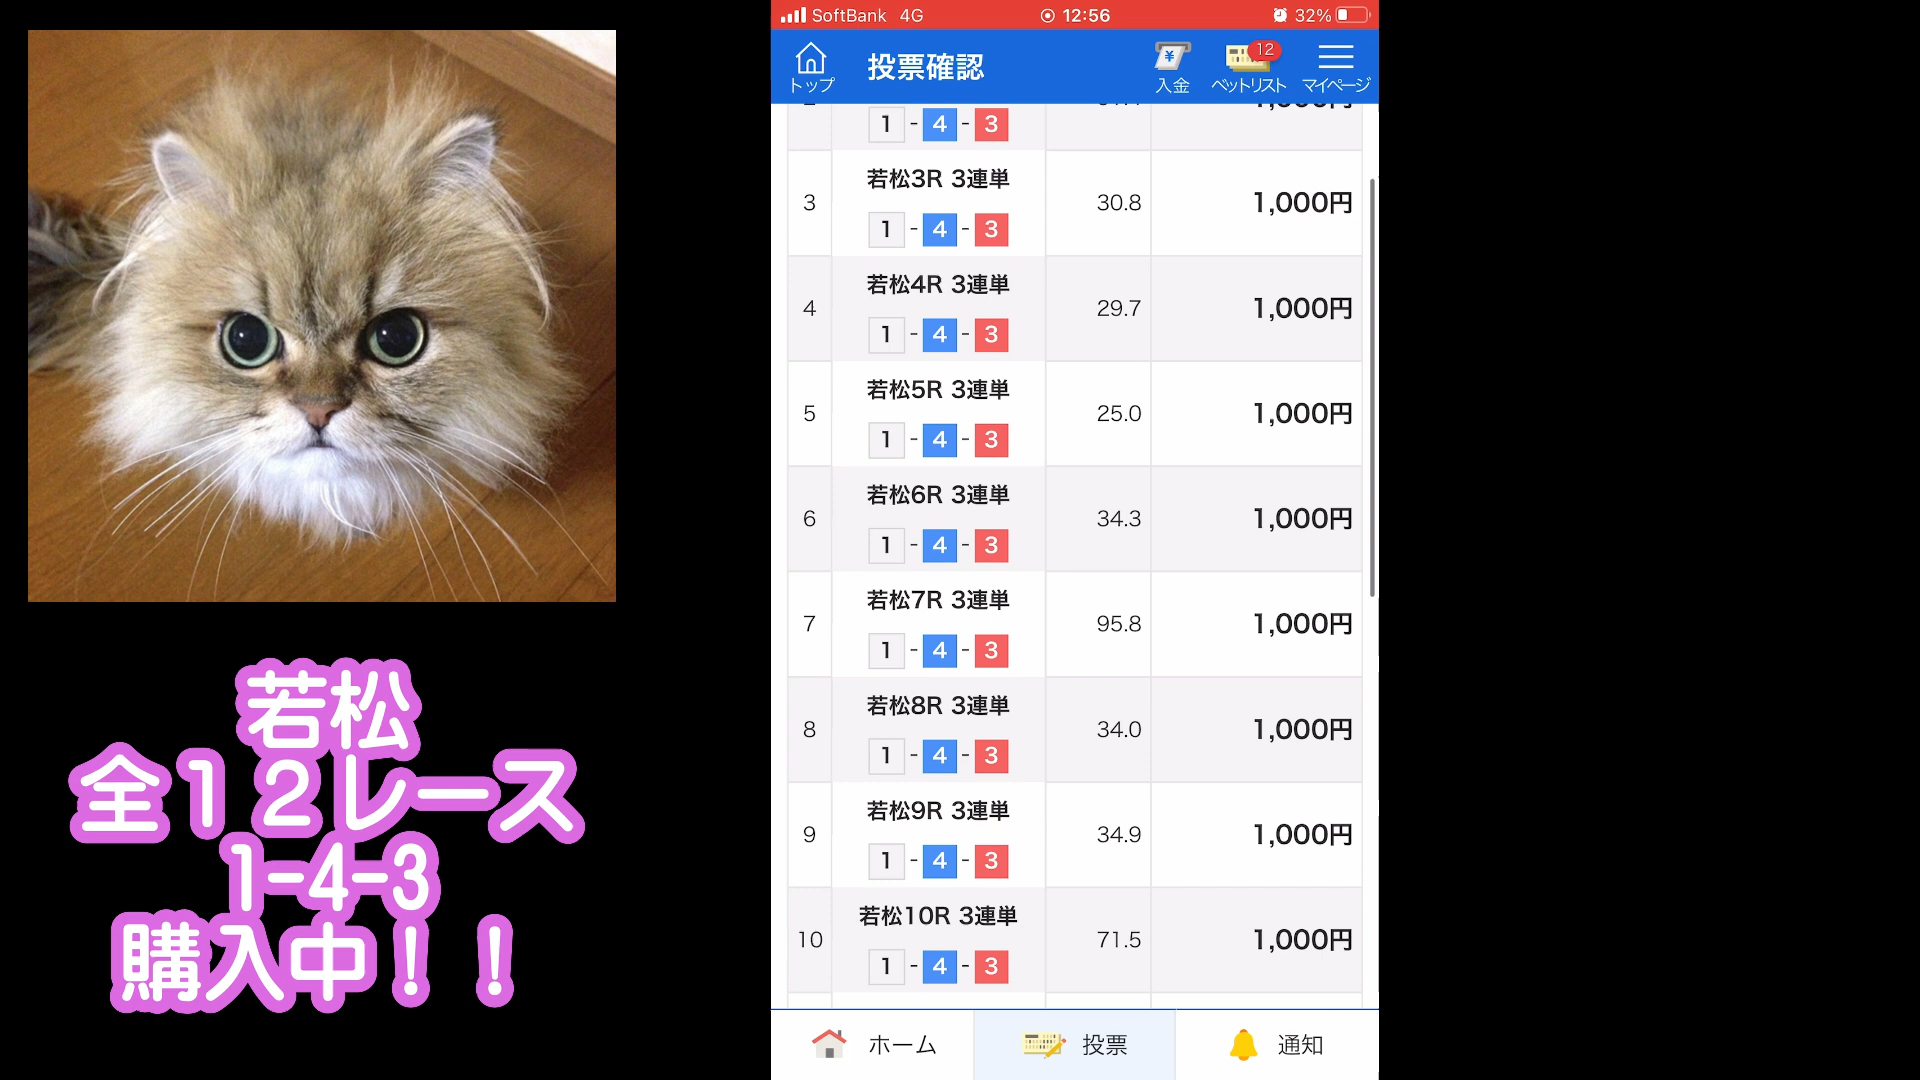 SoftBank 4G 12:56 32%
トップ 投票確認 ¥ 入金 12 ベットリスト マイページ
1-4-3
3 若松3R 3連単 30.8 1,000円
1-4-3
4 若松4R 3連単 29.7 1,000円
1-4-3
5 若松5R 3連単 25.0 1,000円
1-4-3
6 若松6R 3連単 34.3 1,000円
1-4-3
7 若松7R 3連単 95.8 1,000円
1-4-3
8 若松8R 3連単 34.0 1,000円
1-4-3
9 若松9R 3連単 34.9 1,000円
1-4-3
10 若松10R 3連単 71.5 1,000円
1-4-3
ホーム 投票 通知
若松
全１２レース
1-4-3
購入中！！